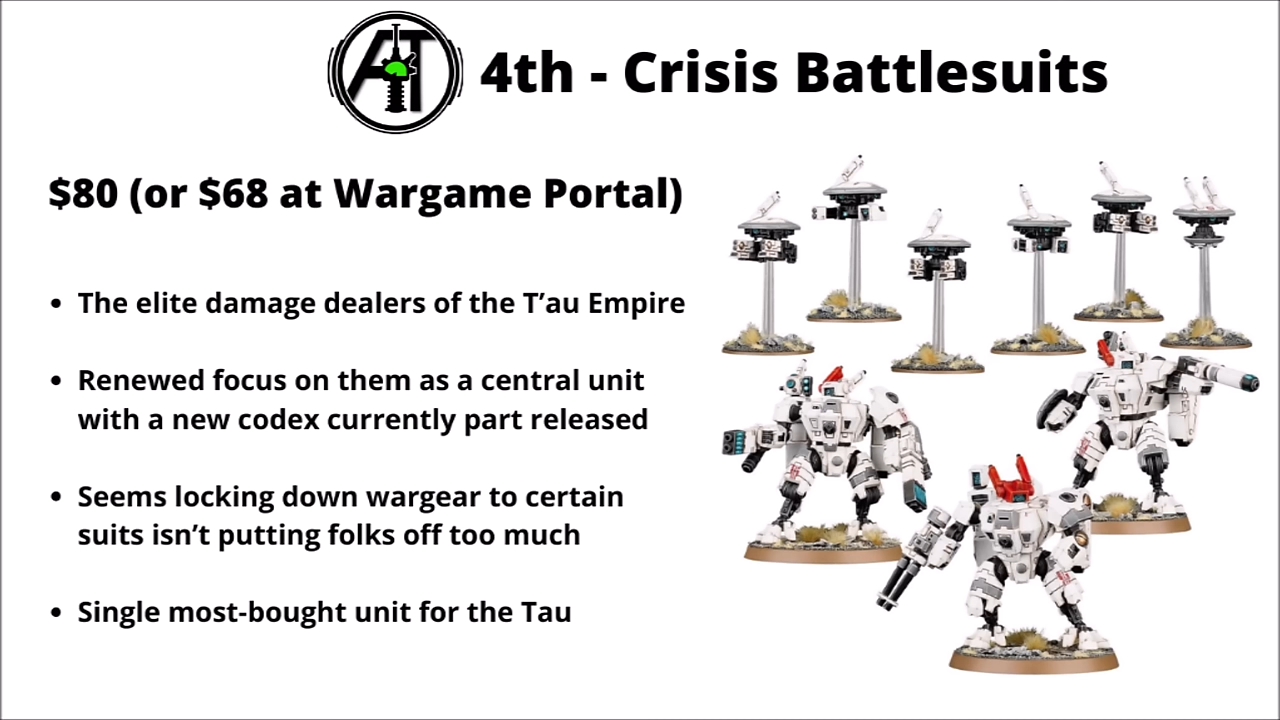 AT
4th - Crisis Battlesuits
$80 (or $68 at Wargame Portal)
• The elite damage dealers of the T’au Empire
• Renewed focus on them as a central unit
with a new codex currently part released
• Seems locking down wargear to certain
suits isn’t putting folks off too much
• Single most-bought unit for the Tau